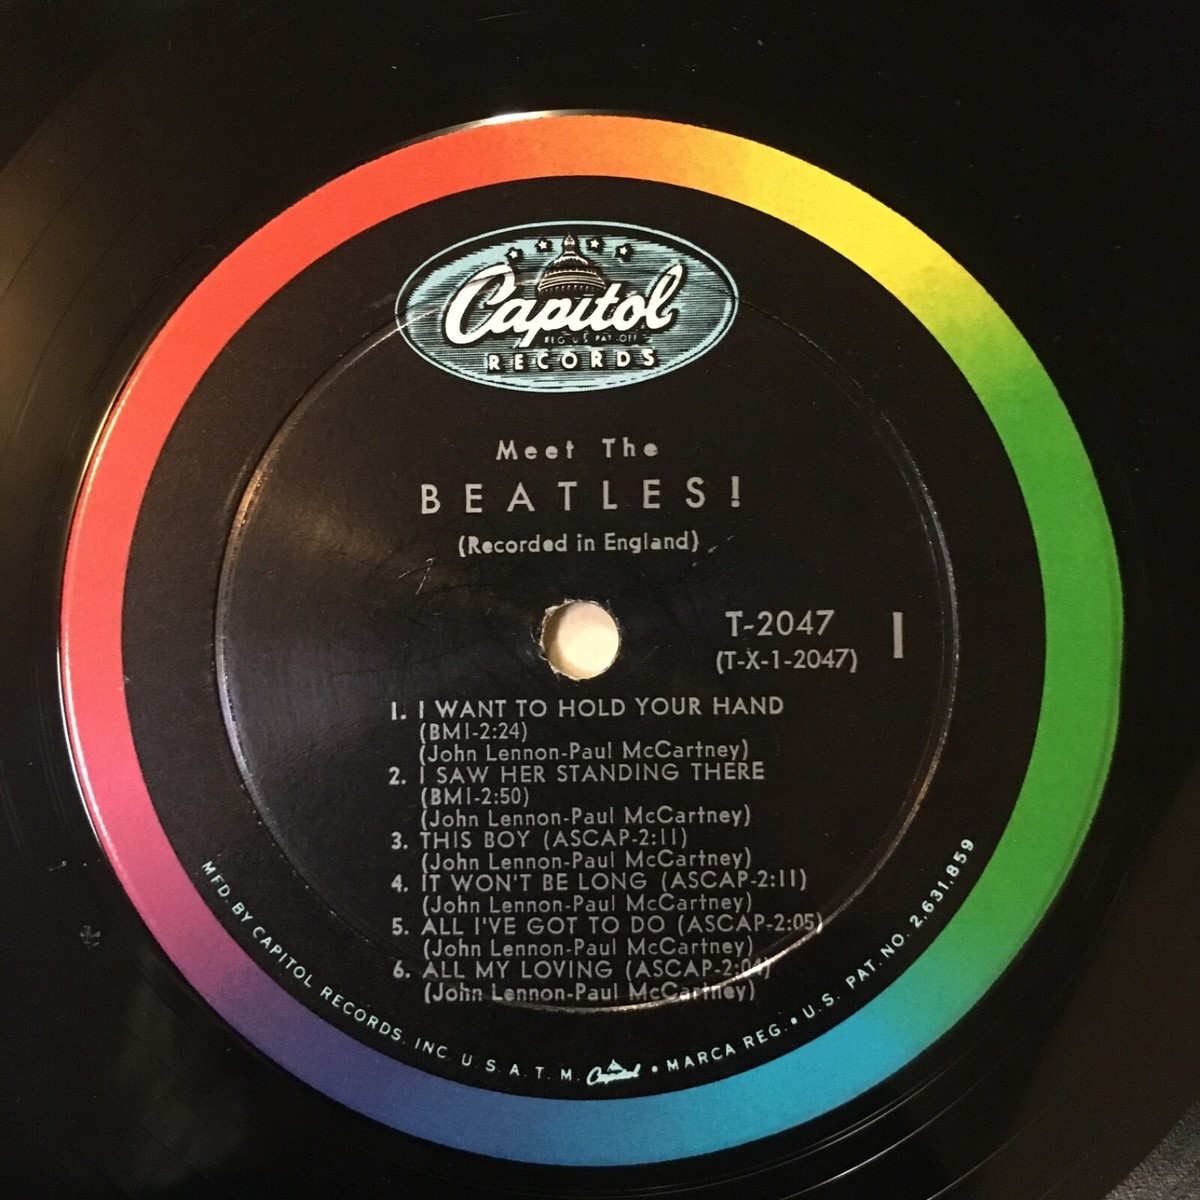 Capitol
REG. U.S. PAT. OFF.
RECORDS
Meet The
BEATLES!
(Recorded in England)
T-2047
(T-X-1-2047)
1
1. I WANT TO HOLD YOUR HAND
(BMI-2:24)
(John Lennon-Paul McCartney)
2. I SAW HER STANDING THERE
(BMI-2:50)
(John Lennon-Paul McCartney)
3. THIS BOY (ASCAP-2:11)
(John Lennon-Paul McCartney)
4. IT WON'T BE LONG (ASCAP-2:11)
(John Lennon-Paul McCartney)
5. ALL I'VE GOT TO DO (ASCAP-2:05)
(John Lennon-Paul McCartney)
6. ALL MY LOVING (ASCAP-2:04)
(John Lennon-Paul McCartney)
MFD. BY CAPITOL RECORDS, INC. U.S.A. T.M. Capitol • MARCA REG. • U.S. PAT. NO. 2,631,859